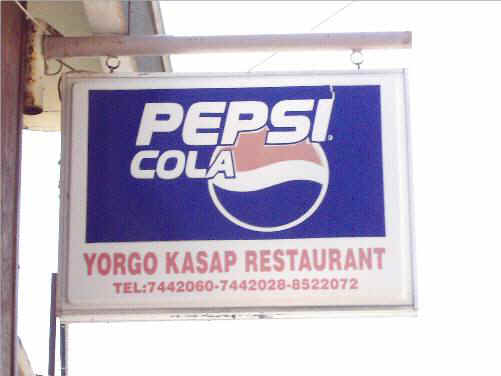 PEPSI
COLA
YORGO KASAP RESTAURANT
TEL:7442060-7442028-8522072